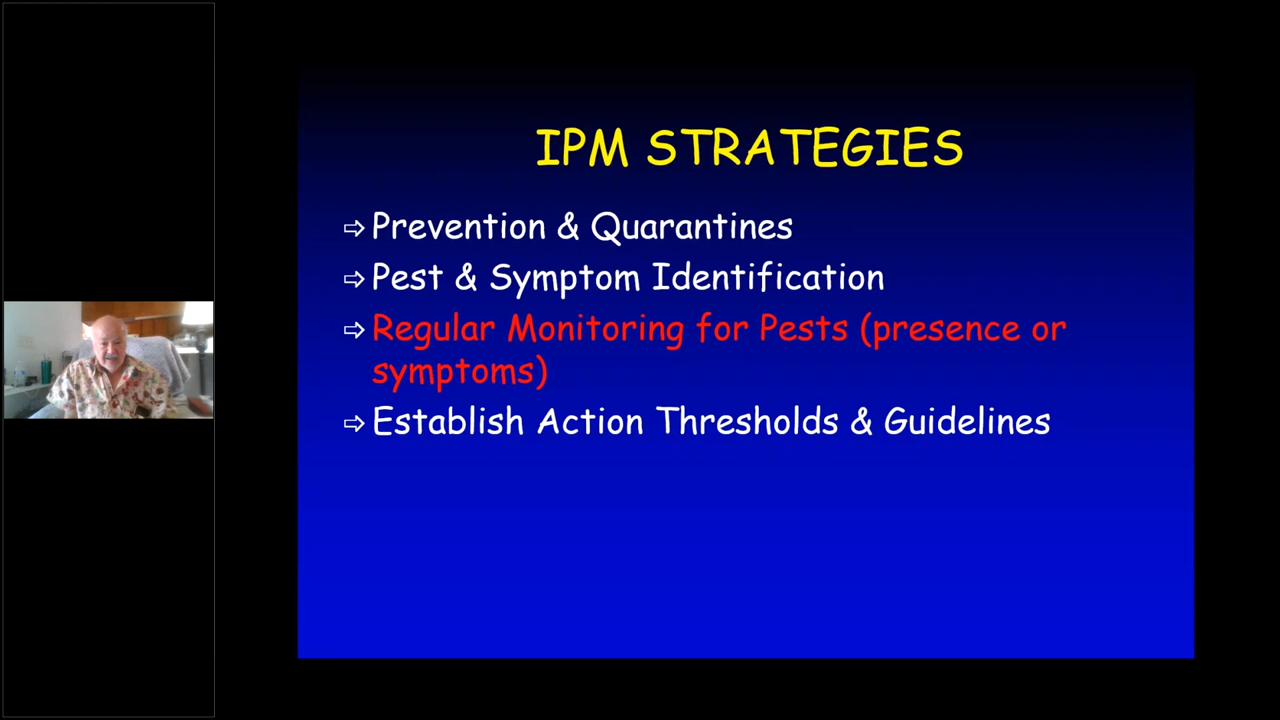 IPM STRATEGIES
⇨ Prevention & Quarantines
⇨ Pest & Symptom Identification
⇨ Regular Monitoring for Pests (presence or
symptoms)
⇨ Establish Action Thresholds & Guidelines